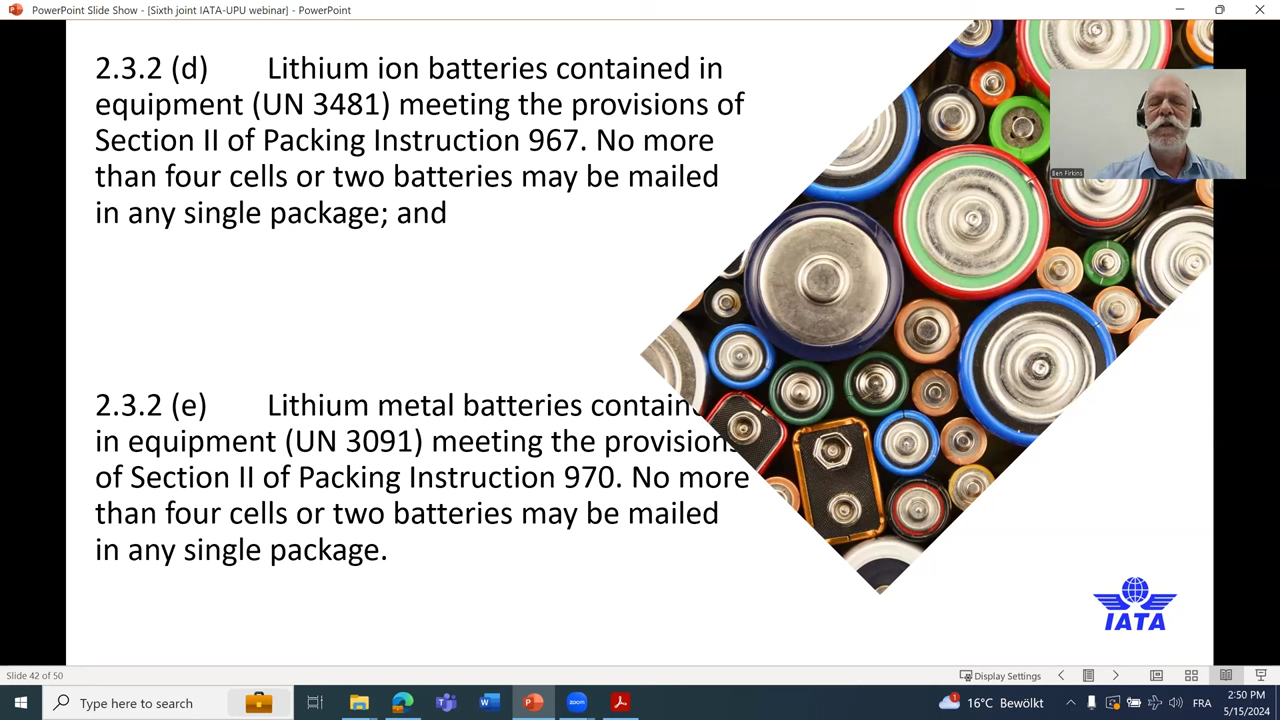 PowerPoint Slide Show - [Sixth joint IATA-UPU webinar] - PowerPoint
2.3.2 (d) Lithium ion batteries contained in
equipment (UN 3481) meeting the provisions of
Section II of Packing Instruction 967. No more
than four cells or two batteries may be mailed
in any single package; and
Ben Firkins
2.3.2 (e) Lithium metal batteries contain
in equipment (UN 3091) meeting the provisions
of Section II of Packing Instruction 970. No more
than four cells or two batteries may be mailed
in any single package.
IATA
Slide 42 of 50
Display Settings
Type here to search
zoom
1
16°C Bewölkt
FRA
2:50 PM
5/15/2024